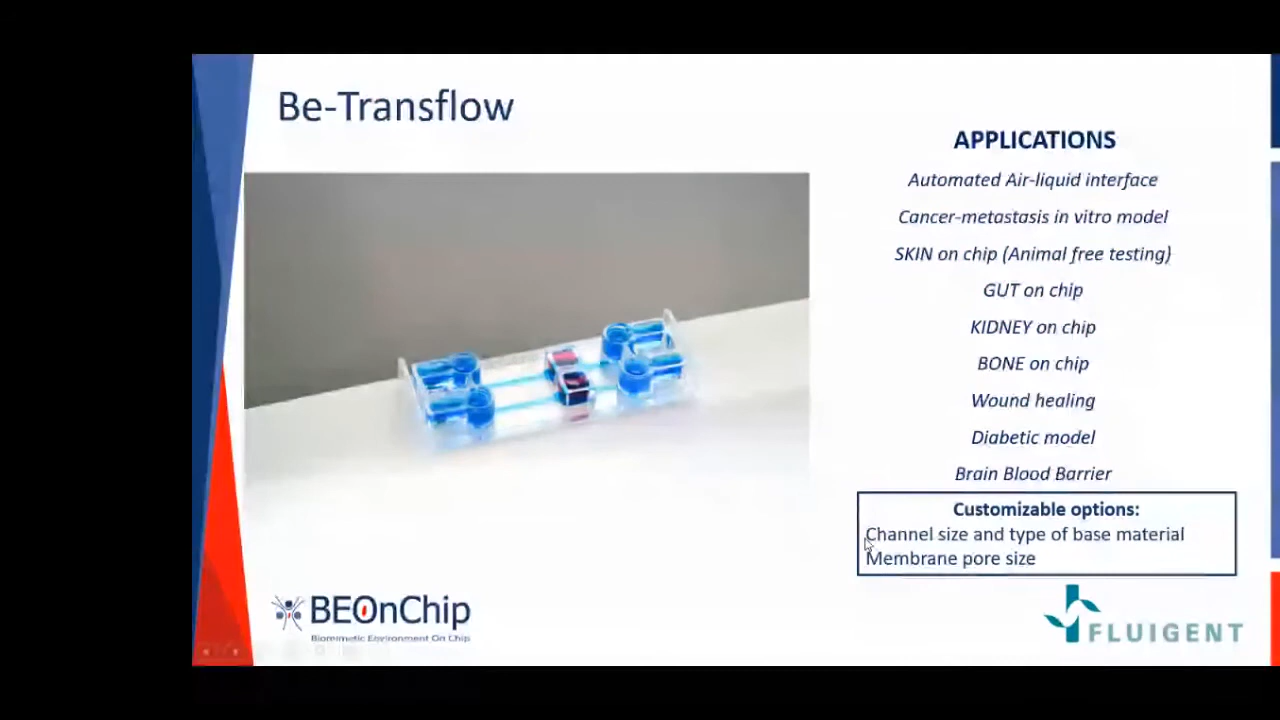 Be-Transflow
APPLICATIONS
Automated Air-liquid interface
Cancer-metastasis in vitro model
SKIN on chip (Animal free testing)
GUT on chip
KIDNEY on chip
BONE on chip
Wound healing
Diabetic model
Brain Blood Barrier
Customizable options:
Channel size and type of base material
Membrane pore size
BEOnChip
Biomimetic Environment On Chip
FLUIGENT